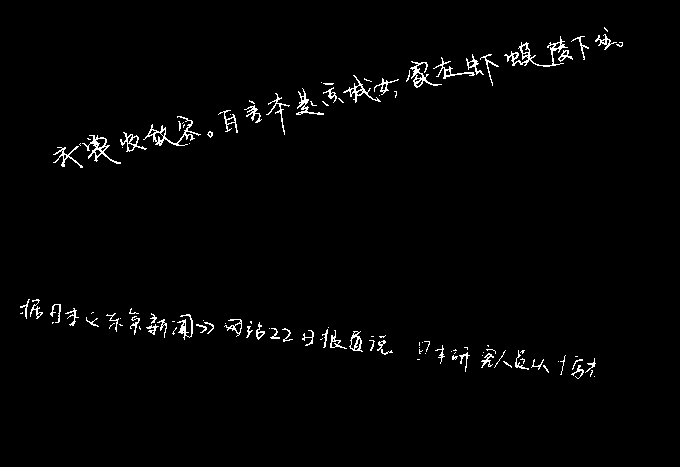 衣裳收敛容。自言本是京城女,家在虾蟆陵下住。
据日本《东京新闻》网站22日报道说 日本研究人员从十